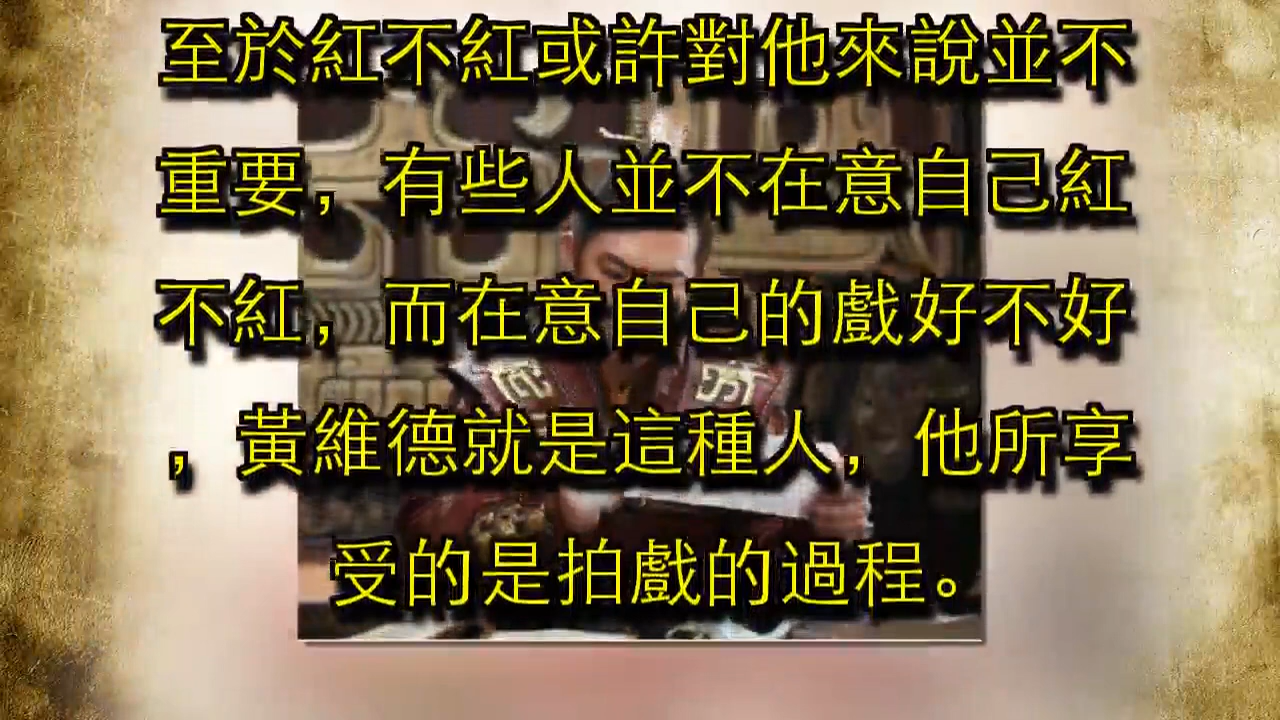 至於紅不紅或許對他來說並不
重要，有些人並不在意自己紅
不紅，而在意自己的戲好不好
，黃維德就是這種人，他所享
受的是拍戲的過程。